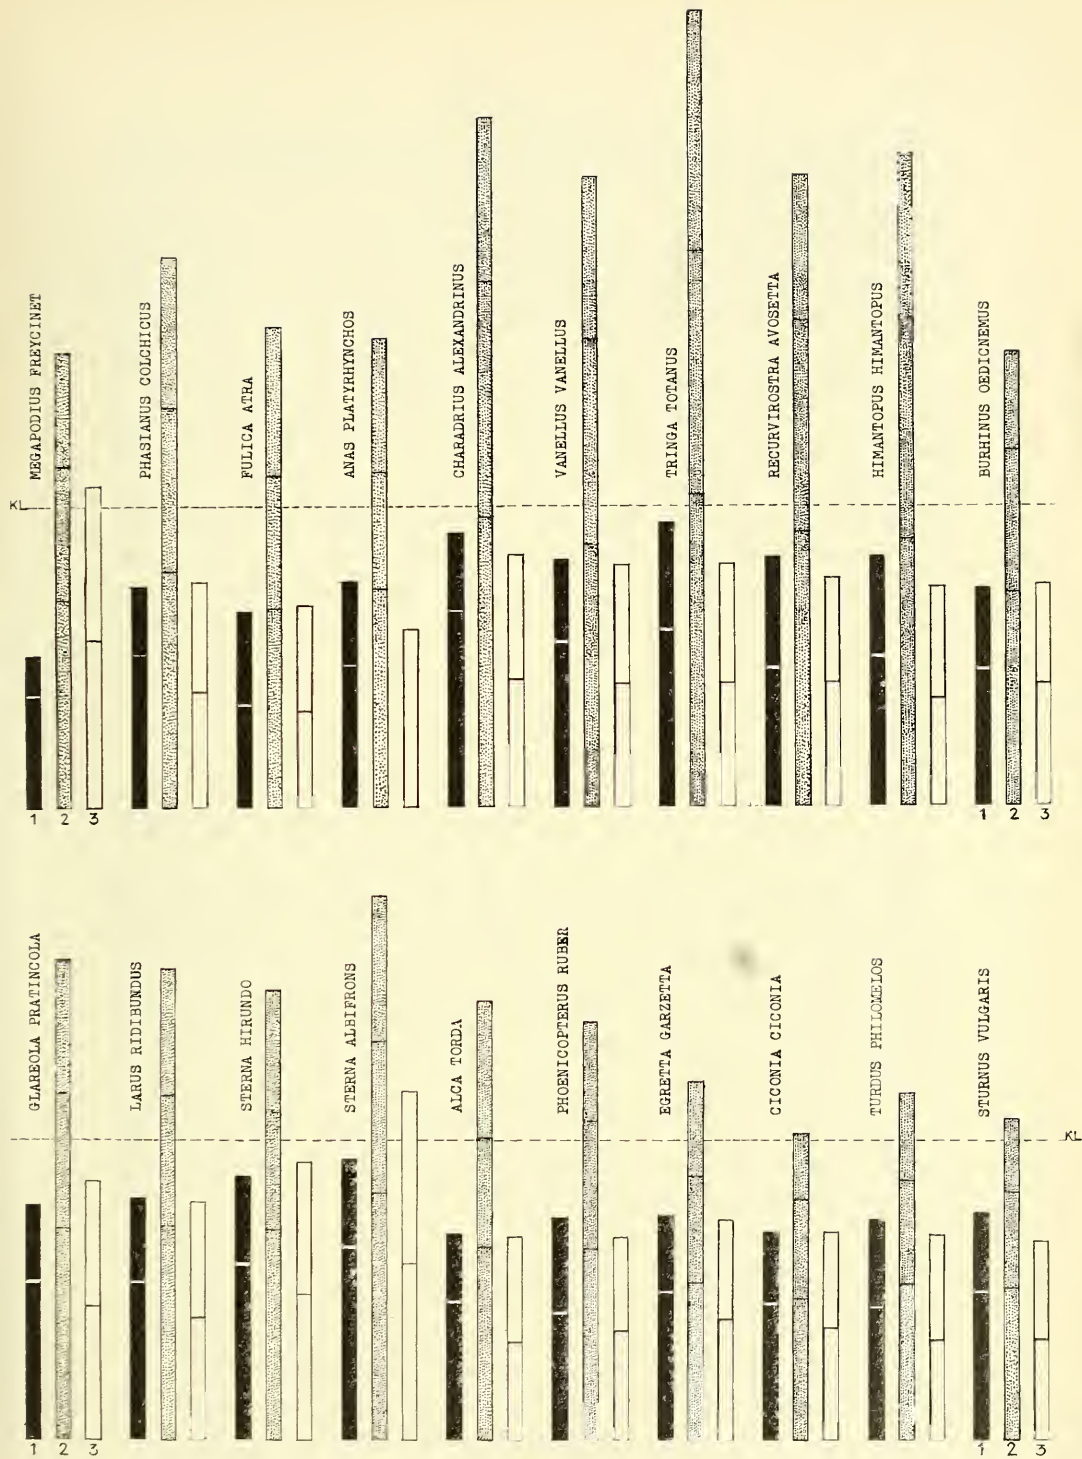 MEGAPODIUS FREYCINET
PHASIANUS COLCHICUS
FULICA ATRA
ANAS PLATYRHYNCHOS
CHARADRIUS ALEXANDRINUS
VANELLUS VANELLUS
TRINGA TOTANUS
RECURVIROSTRA AVOSETTA
HIMANTOPUS HIMANTOPUS
BURHINUS OEDICNEMUS
KL
1 2 3
1 2 3
GLAREOLA PRATINCOLA
LARUS RIDIBUNDUS
STERNA HIRUNDO
STERNA ALBIFRONS
ALCA TORDA
PHOENICOPTERUS RUBER
EGRETTA GARZETTA
CICONIA CICONIA
TURDUS PHILOMELOS
STURNUS VULGARIS
KL
1 2 3
1 2 3